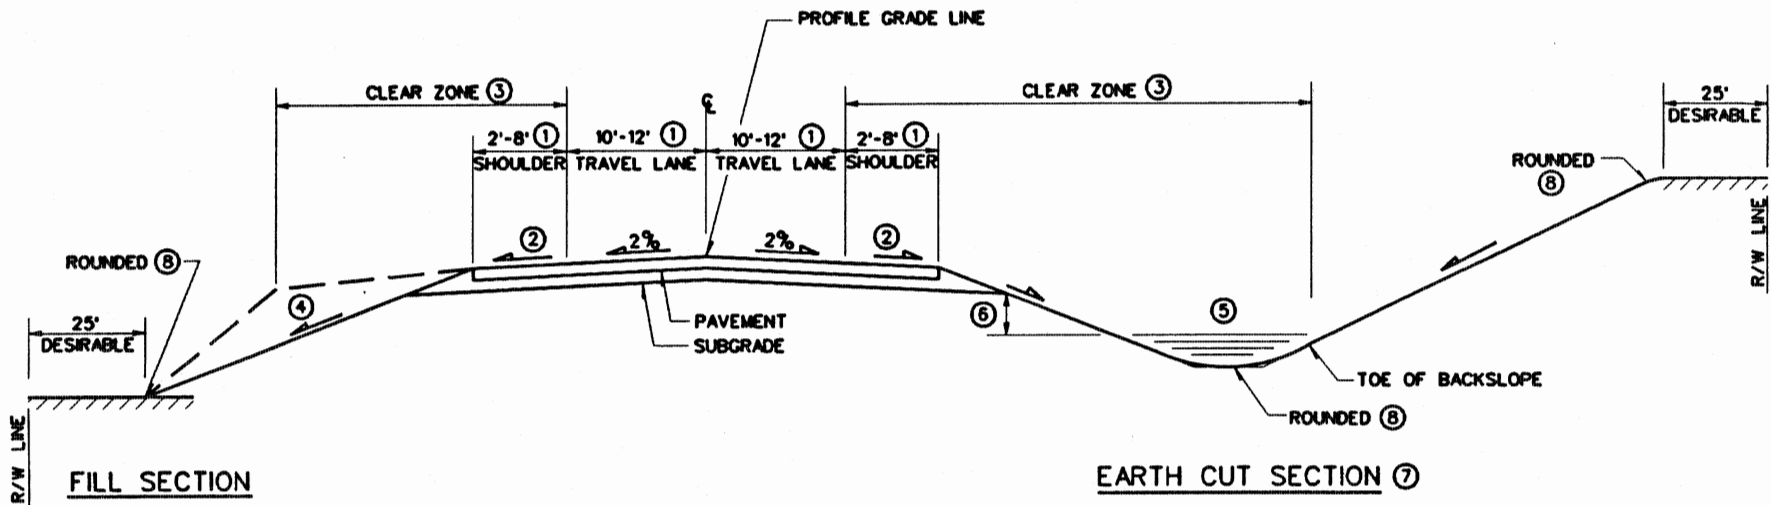 PROFILE GRADE LINE
CLEAR ZONE ③
℄
CLEAR ZONE ③
25'
DESIRABLE
2'-8' ①
SHOULDER
10'-12' ①
TRAVEL LANE
10'-12' ①
TRAVEL LANE
2'-8' ①
SHOULDER
ROUNDED
⑧
R/W LINE
ROUNDED ⑧
②
2%
2%
②
④
⑥
⑤
25'
DESIRABLE
PAVEMENT
SUBGRADE
TOE OF BACKSLOPE
ROUNDED ⑧
R/W LINE
FILL SECTION
EARTH CUT SECTION ⑦